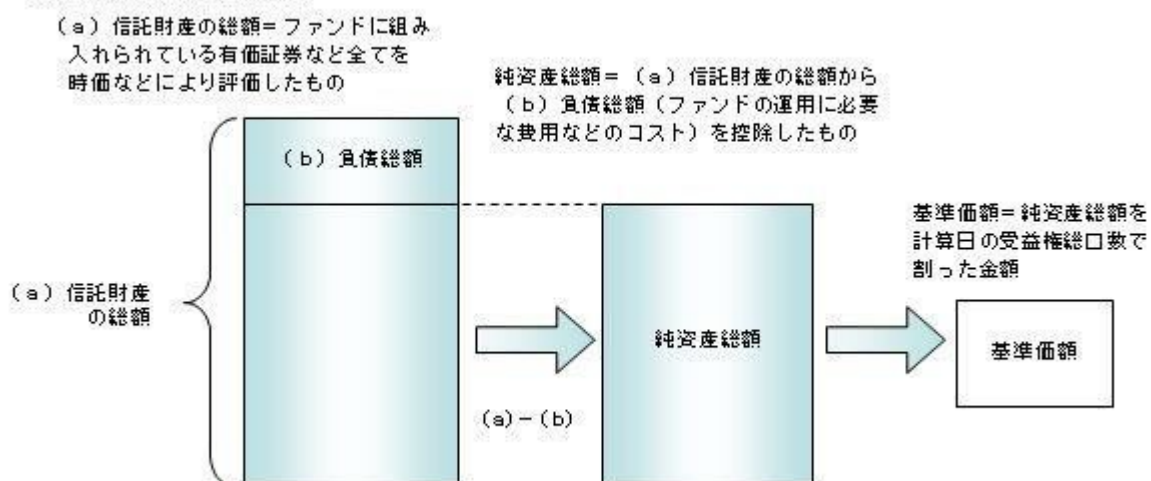 (a)信託財産の総額=ファンドに組み
入れられている有価証券など全てを
時価などにより評価したもの
純資産総額=(a)信託財産の総額から
(b)負債総額(ファンドの運用に必要
な費用などのコスト)を控除したもの
(b)負債総額
基準価額=純資産総額を
計算日の受益権総口数で
割った金額
(a)信託財産
の総額
純資産総額
基準価額
(a)-(b)